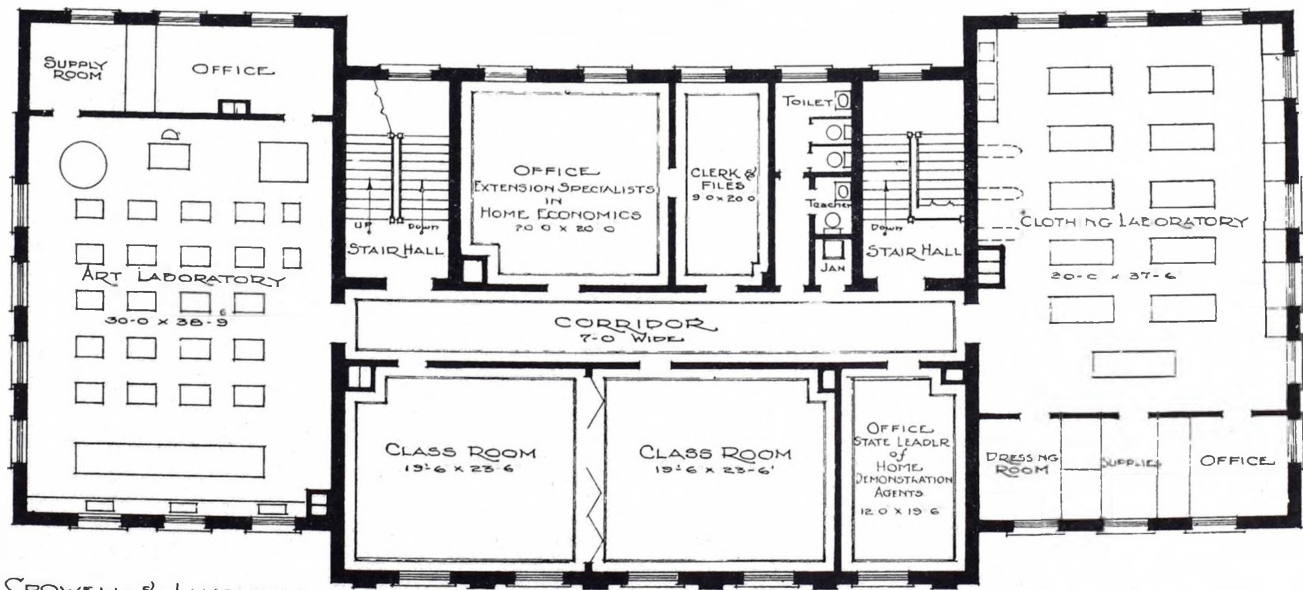 SUPPLY
ROOM
OFFICE
ART LABORATORY
30-0 x 38-9
UP
DOWN
STAIR HALL
OFFICE
EXTENSION SPECIALISTS
IN
HOME ECONOMICS
20 0 x 20 0
CLERK &
FILES
9 0 x 20 0
TOILET
TEACHER
JAN
DOWN
STAIR HALL
CLOTHING LABORATORY
20-C x 37-6
CORRIDOR
7-0 WIDE
CLASS ROOM
19-6 x 23-6
CLASS ROOM
19-6 x 23-6'
OFFICE
STATE LEADER
of
HOME
DEMONSTRATION
AGENTS
12 0 x 19 6
DRESSING
ROOM
SUPPLIES
OFFICE